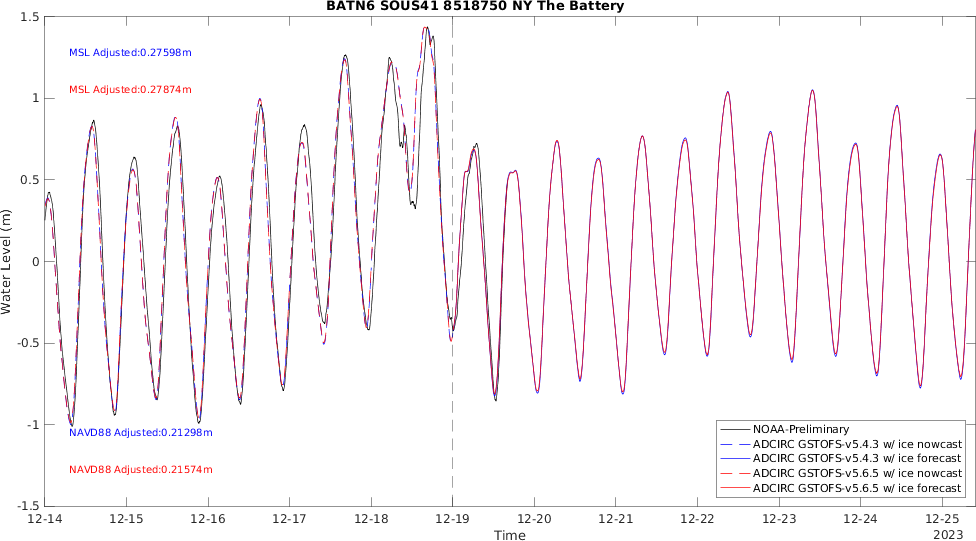 BATN6 SOUS41 8518750 NY The Battery
1.5
MSL Adjusted:0.27598m
MSL Adjusted:0.27874m
1
0.5
0
-0.5
-1
-1.5
Water Level (m)
NAVD88 Adjusted:0.21298m
NAVD88 Adjusted:0.21574m
NOAA-Preliminary
ADCIRC GSTOFS-v5.4.3 w/ ice nowcast
ADCIRC GSTOFS-v5.4.3 w/ ice forecast
ADCIRC GSTOFS-v5.6.5 w/ ice nowcast
ADCIRC GSTOFS-v5.6.5 w/ ice forecast
12-14 12-15 12-16 12-17 12-18 12-19 12-20 12-21 12-22 12-23 12-24 12-25
Time
2023